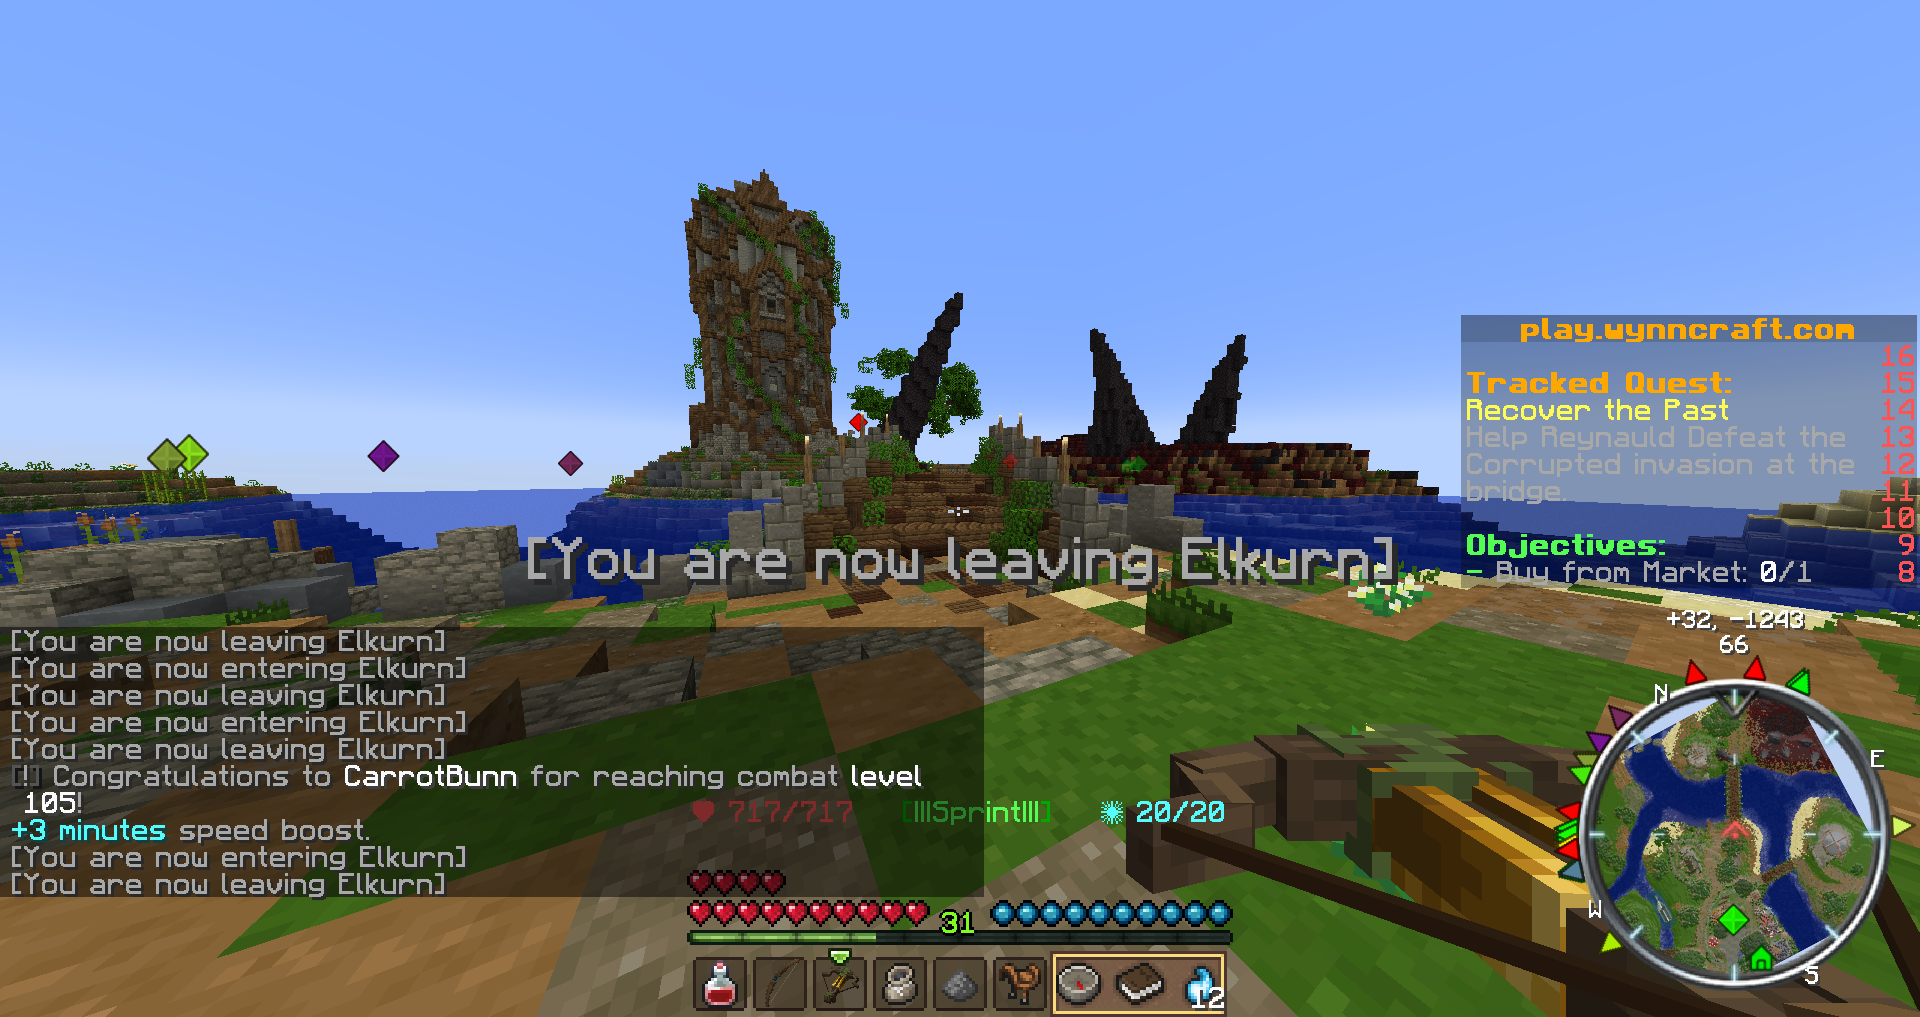 play.wynncraft.com
16
Tracked Quest: 15
Recover the Past 14
Help Reynauld Defeat the 13
Corrupted invasion at the 12
bridge. 11
10
Objectives: 9
- Buy from Market: 0/1 8
[You are now leaving Elkurn]
+32, -1243
66
N
E
W
S
[You are now leaving Elkurn]
[You are now entering Elkurn]
[You are now leaving Elkurn]
[You are now entering Elkurn]
[You are now leaving Elkurn]
[!] Congratulations to CarrotBunn for reaching combat level
105!
+3 minutes speed boost.
[You are now entering Elkurn]
[You are now leaving Elkurn]
717/717 [|||Sprint|||] 20/20
31
12